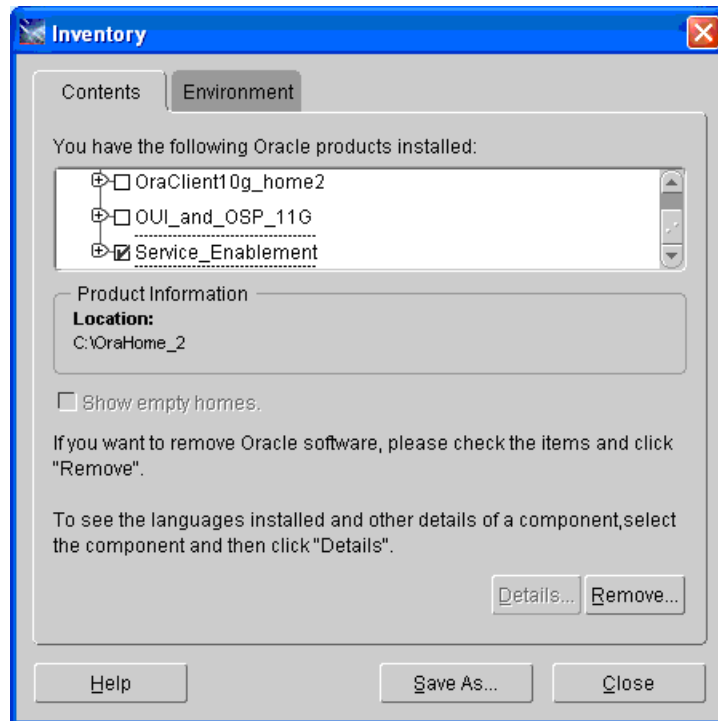 Inventory
Contents
Environment
You have the following Oracle products installed:
OraClient10g_home2
OUI_and_OSP_11G
Service_Enablement
Product Information
Location:
C:\OraHome_2
Show empty homes.
If you want to remove Oracle software, please check the items and click
"Remove".
To see the languages installed and other details of a component,select
the component and then click "Details".
Details...
Remove...
Help
Save As...
Close